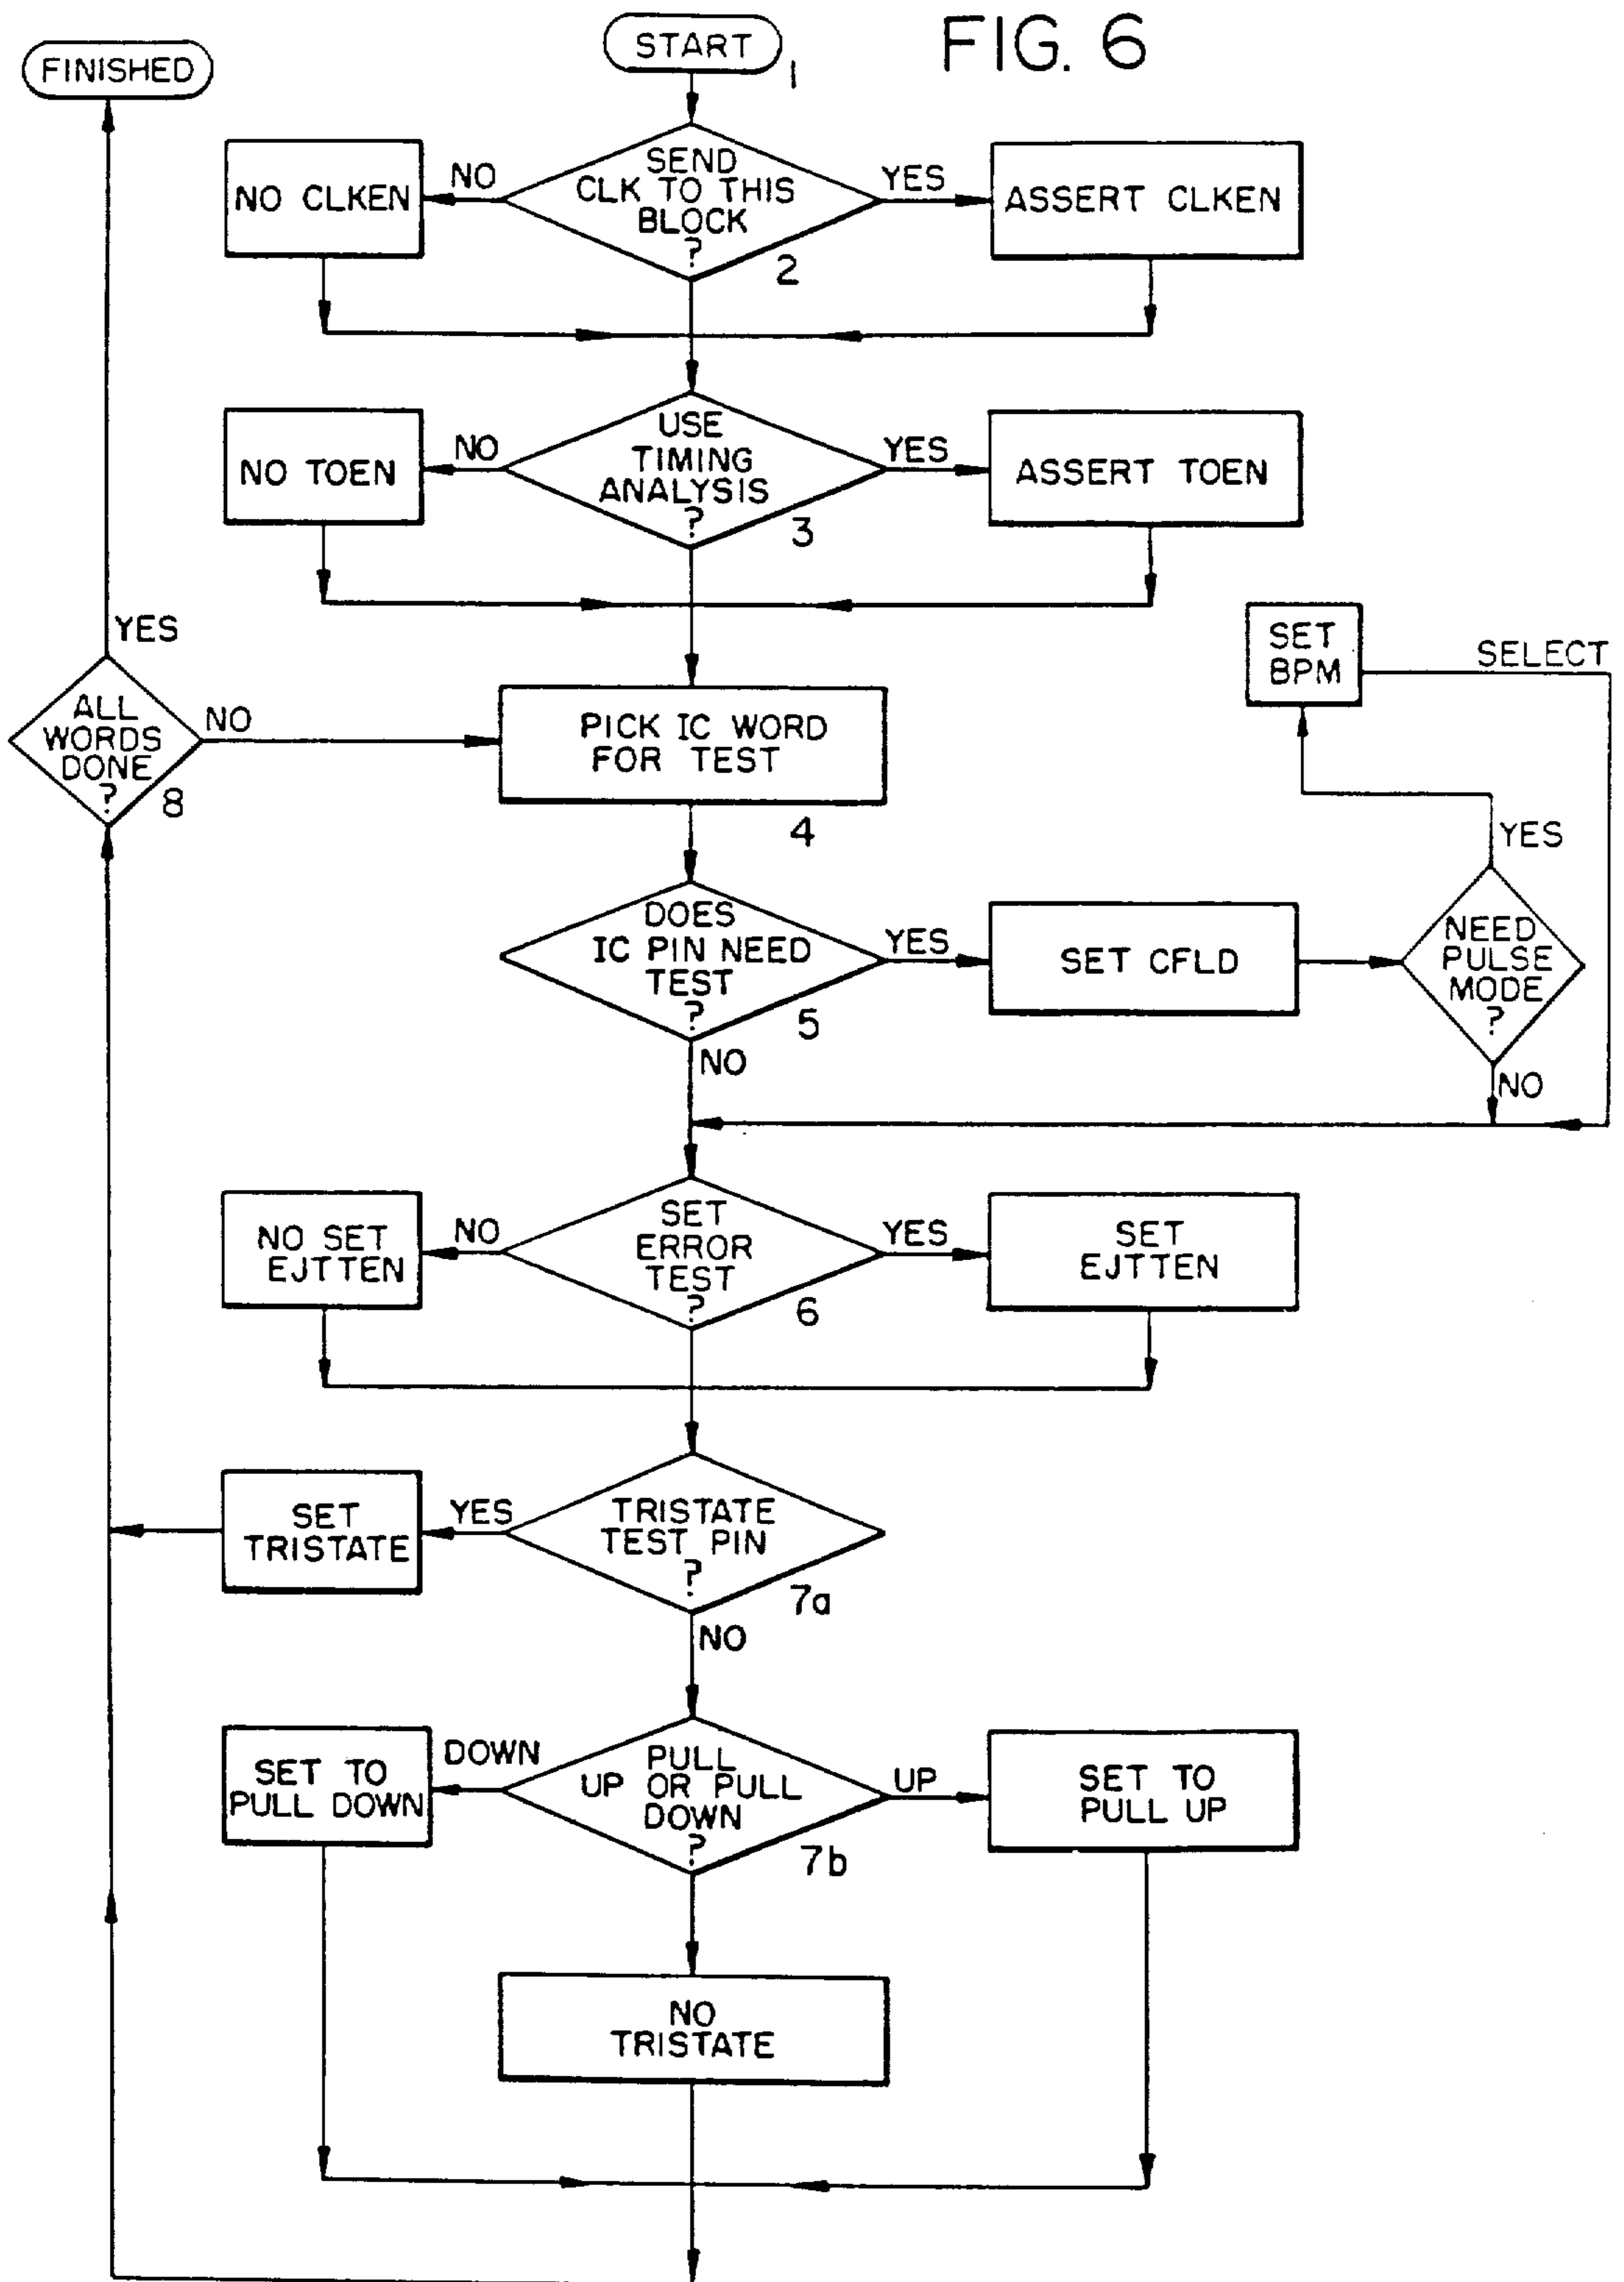 FIG. 6
FINISHED
START
1
NO CLKEN
NO
SEND
CLK TO THIS
BLOCK
?
2
YES
ASSERT CLKEN
NO TOEN
NO
USE
TIMING
ANALYSIS
?
3
YES
ASSERT TOEN
YES
ALL
WORDS
DONE
?
8
NO
PICK IC WORD
FOR TEST
4
SET
BPM
SELECT
DOES
IC PIN NEED
TEST
?
5
YES
SET CFLD
NEED
PULSE
MODE
?
YES
NO
NO
NO SET
EJTTEN
NO
SET
ERROR
TEST
?
6
YES
SET
EJTTEN
SET
TRISTATE
YES
TRISTATE
TEST PIN
?
7a
NO
SET TO
PULL DOWN
DOWN
PULL
UP OR PULL
DOWN
?
7b
UP
SET TO
PULL UP
NO
TRISTATE